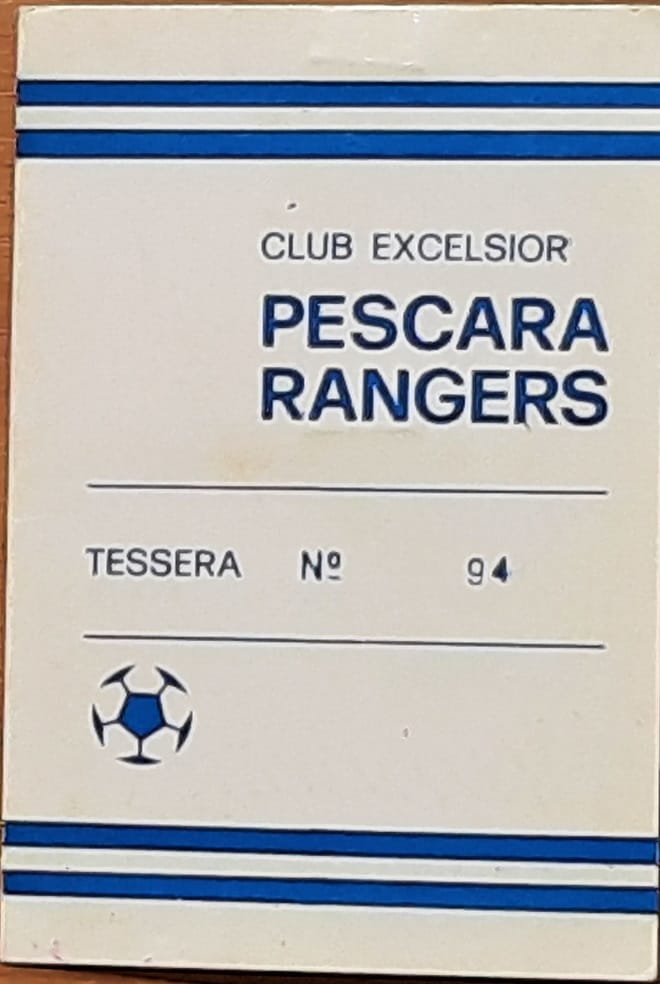 CLUB EXCELSIOR
PESCARA
RANGERS
TESSERA Nº 94